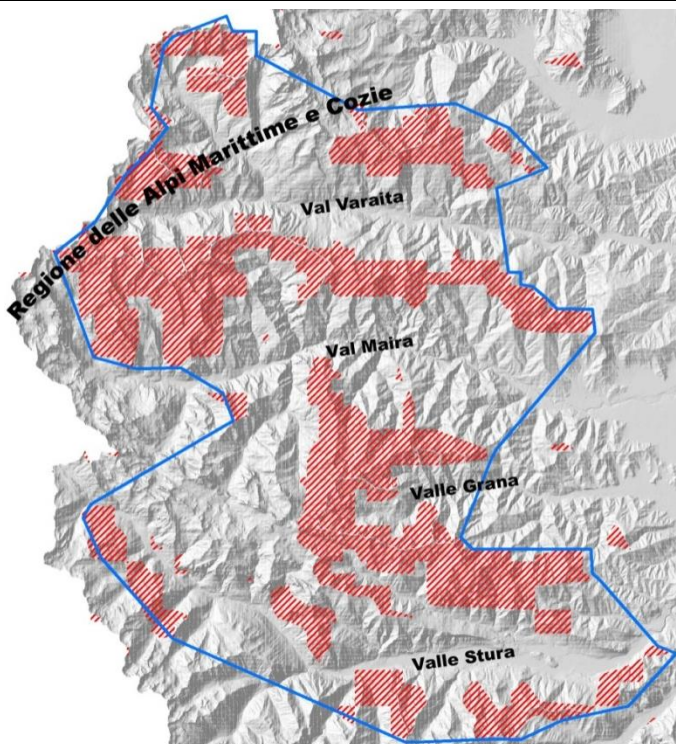 Regione delle Alpi Marittime e Cozie
Val Varaita
Val Maira
Valle Grana
Valle Stura